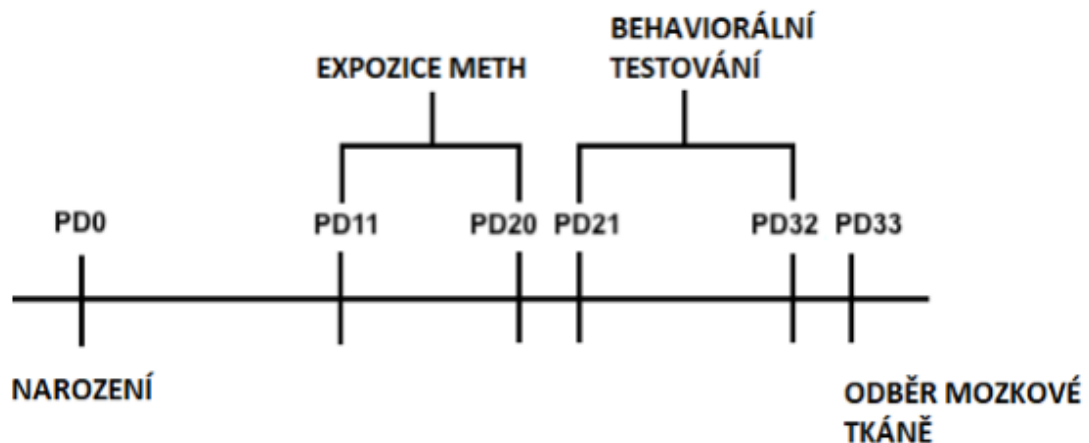 BEHAVIORÁLNÍ
TESTOVÁNÍ
EXPOZICE METH
PD0 PD11 PD20 PD21 PD32 PD33
NAROZENÍ
ODBĚR MOZKOVÉ
TKÁNĚ